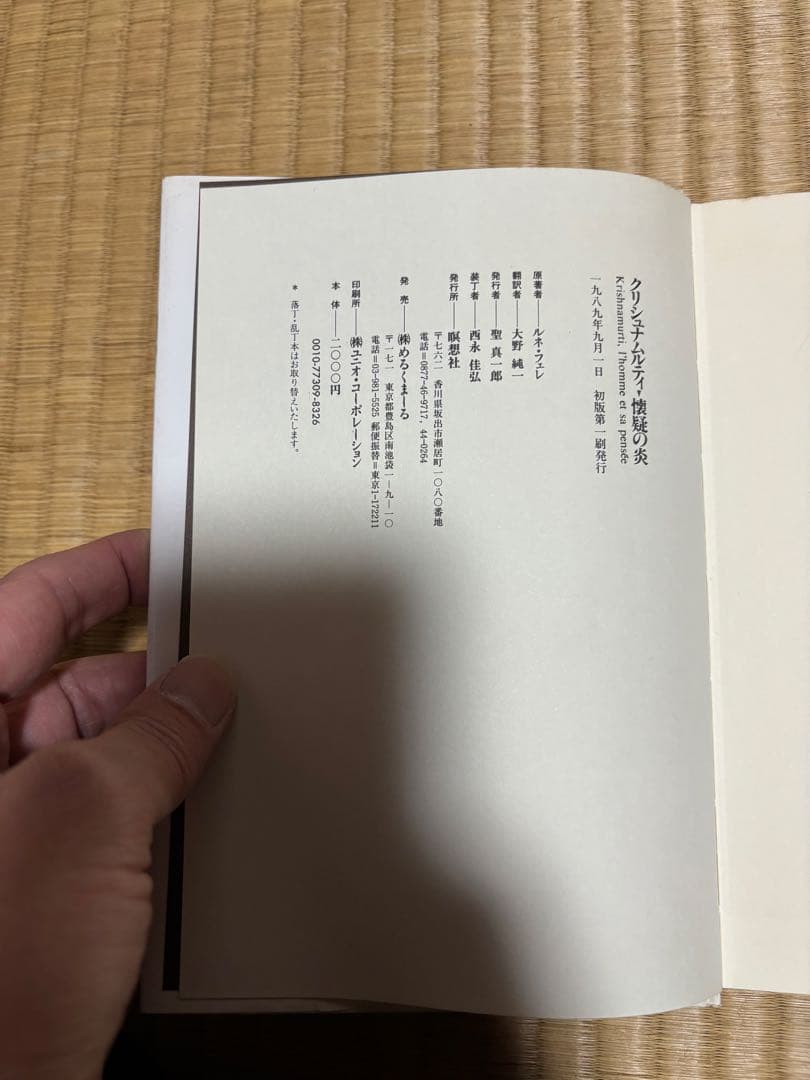 クリシュナムルティ・懐疑の炎
Krishnamurti, l'homme et sa pensée
一九八九年九月一日 初版第一刷発行
原著者——ルネ・フェレ
翻訳者——大野 純一
発行者——聖 真一郎
装丁者——西永 佳弘
発行所——瞑想社
〒七六二 香川県坂出市瀬居町一〇八〇番地
電話=0877-46-9717, 44-0264
発 売——㈱めるくまーる
〒一七一 東京都豊島区南池袋一—九—一〇
電話=03-981-5525 郵便振替=東京1-172211
印刷所——㈱ユニオ・コーポレーション
本 体——二〇〇〇円
0010-77309-8326
* 落丁・乱丁本はお取り替えいたします。